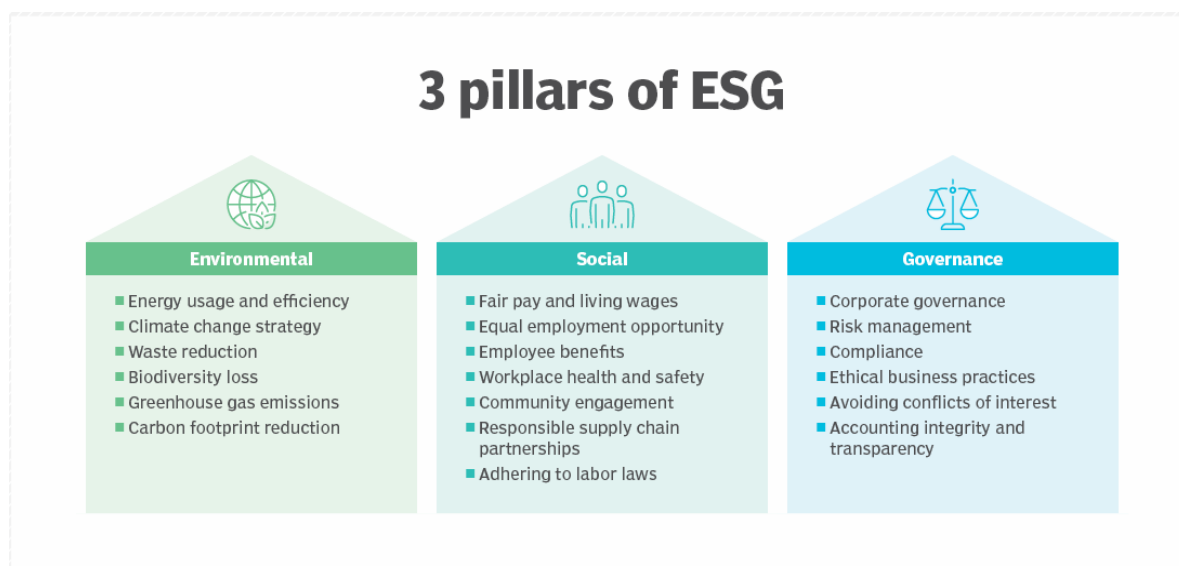 3 pillars of ESG
Environmental
Energy usage and efficiency
Climate change strategy
Waste reduction
Biodiversity loss
Greenhouse gas emissions
Carbon footprint reduction
Social
Fair pay and living wages
Equal employment opportunity
Employee benefits
Workplace health and safety
Community engagement
Responsible supply chain
partnerships
Adhering to labor laws
Governance
Corporate governance
Risk management
Compliance
Ethical business practices
Avoiding conflicts of interest
Accounting integrity and
transparency